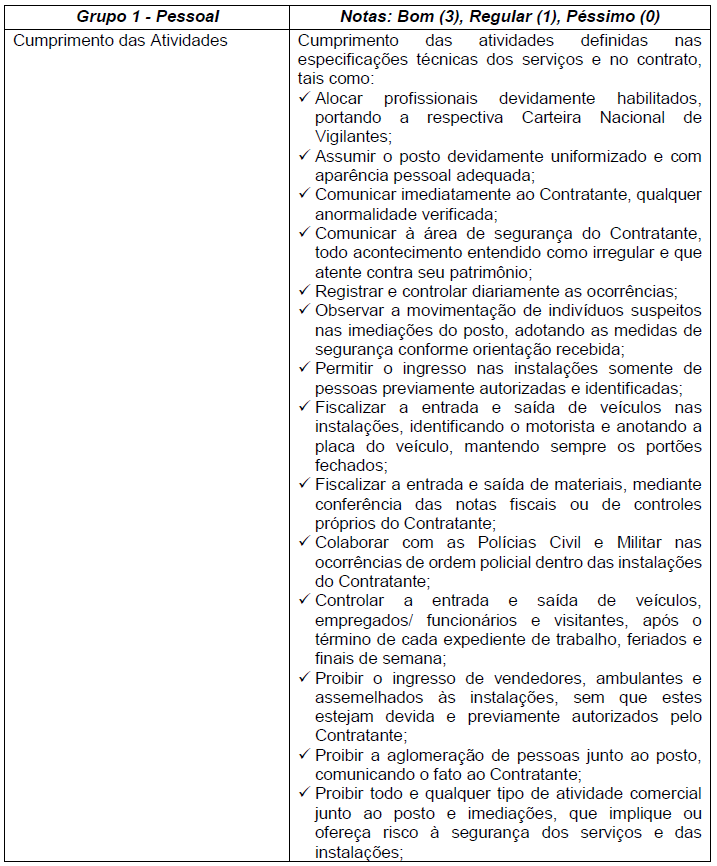 Grupo 1 - Pessoal
Notas: Bom (3), Regular (1), Péssimo (0)
Cumprimento das Atividades
Cumprimento das atividades definidas nas
especificações técnicas dos serviços e no contrato,
tais como:
✓ Alocar profissionais devidamente habilitados,
portando a respectiva Carteira Nacional de
Vigilantes;
✓ Assumir o posto devidamente uniformizado e com
aparência pessoal adequada;
✓ Comunicar imediatamente ao Contratante, qualquer
anormalidade verificada;
✓ Comunicar à área de segurança do Contratante,
todo acontecimento entendido como irregular e que
atente contra seu patrimônio;
✓ Registrar e controlar diariamente as ocorrências;
✓ Observar a movimentação de indivíduos suspeitos
nas imediações do posto, adotando as medidas de
segurança conforme orientação recebida;
✓ Permitir o ingresso nas instalações somente de
pessoas previamente autorizadas e identificadas;
✓ Fiscalizar a entrada e saída de veículos nas
instalações, identificando o motorista e anotando a
placa do veículo, mantendo sempre os portões
fechados;
✓ Fiscalizar a entrada e saída de materiais, mediante
conferência das notas fiscais ou de controles
próprios do Contratante;
✓ Colaborar com as Polícias Civil e Militar nas
ocorrências de ordem policial dentro das instalações
do Contratante;
✓ Controlar a entrada e saída de veículos,
empregados/ funcionários e visitantes, após o
término de cada expediente de trabalho, feriados e
finais de semana;
✓ Proibir o ingresso de vendedores, ambulantes e
assemelhados às instalações, sem que estes
estejam devida e previamente autorizados pelo
Contratante;
✓ Proibir a aglomeração de pessoas junto ao posto,
comunicando o fato ao Contratante;
✓ Proibir todo e qualquer tipo de atividade comercial
junto ao posto e imediações, que implique ou
ofereça risco à segurança dos serviços e das
instalações;